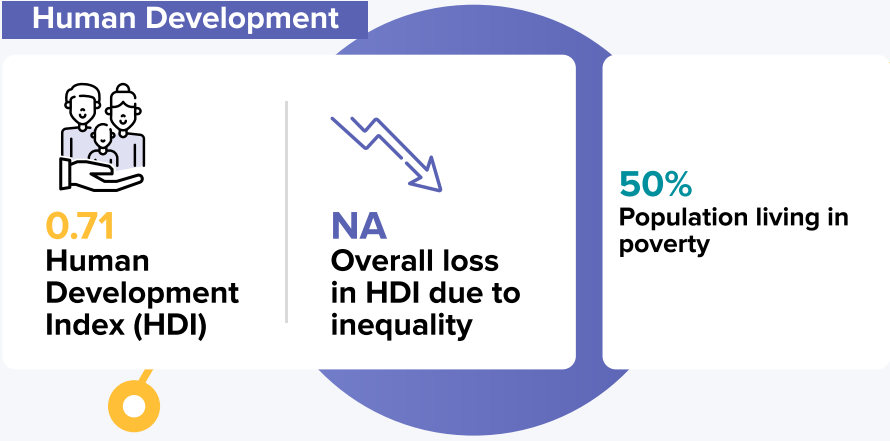 Human Development
0.71
Human
Development
Index (HDI)
NA
Overall loss
in HDI due to
inequality
50%
Population living in
poverty